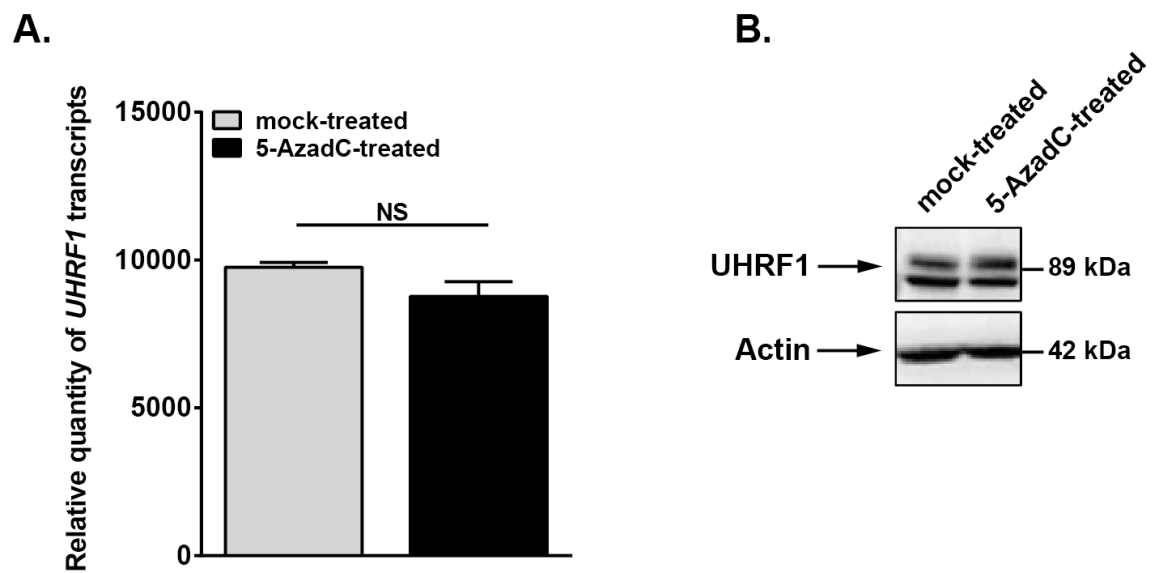 A.
Relative quantity of UHRF1 transcripts
15000
10000
5000
0
mock-treated
5-AzadC-treated
NS
B.
mock-treated
5-AzadC-treated
UHRF1
89 kDa
Actin
42 kDa